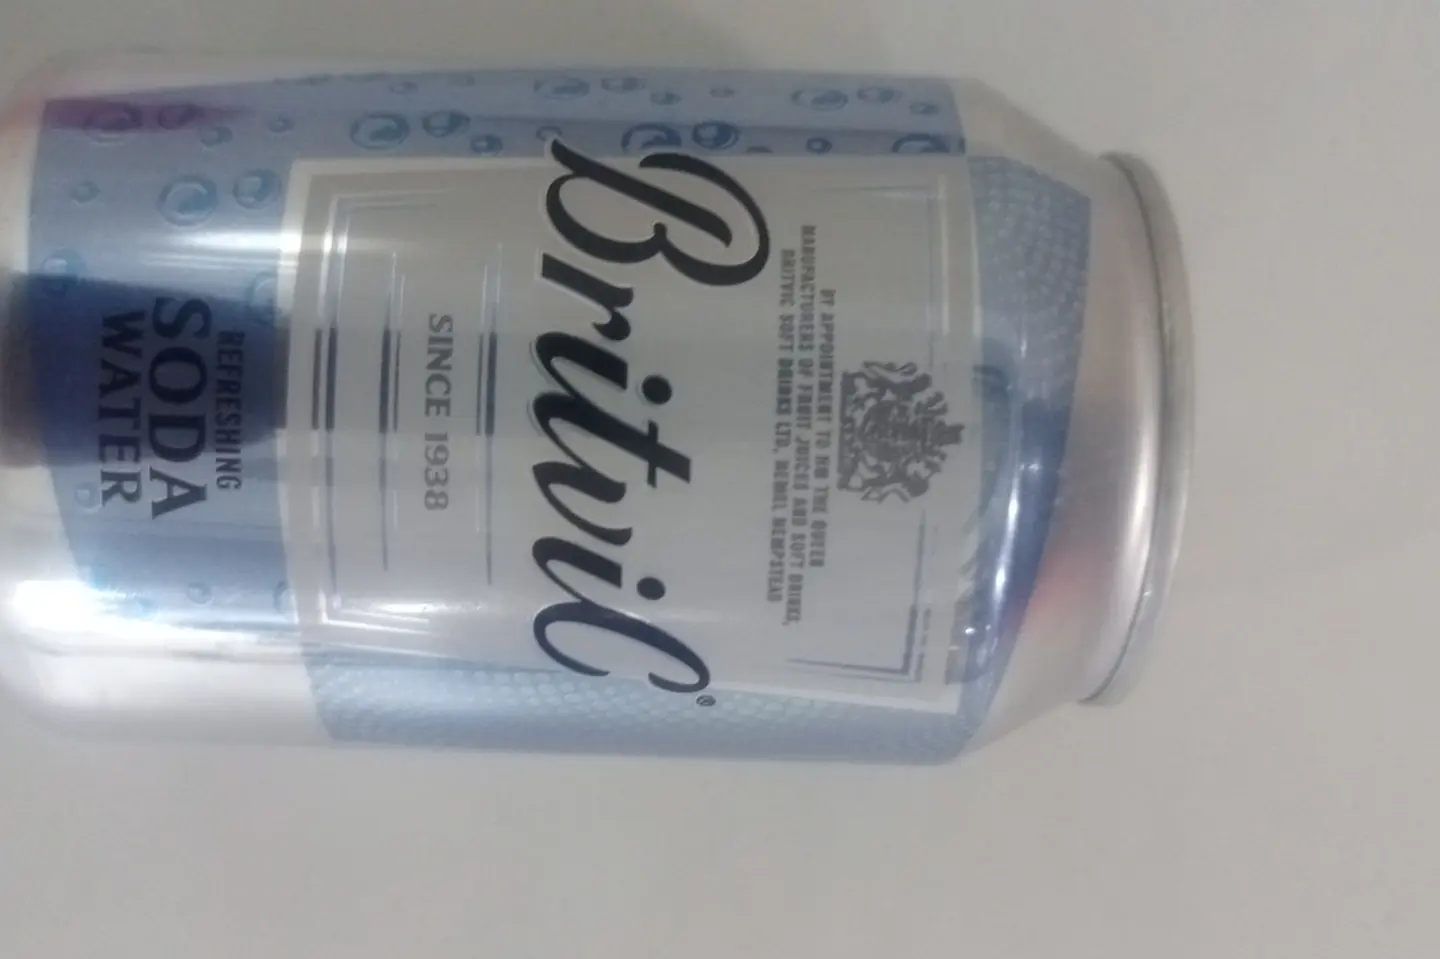 BY APPOINTMENT TO HM THE QUEEN
MANUFACTURERS OF FRUIT JUICES AND SOFT DRINKS,
BRITVIC SOFT DRINKS LTD, HEMEL HEMPSTEAD
Britvic®
SINCE 1938
REFRESHING
SODA
WATER